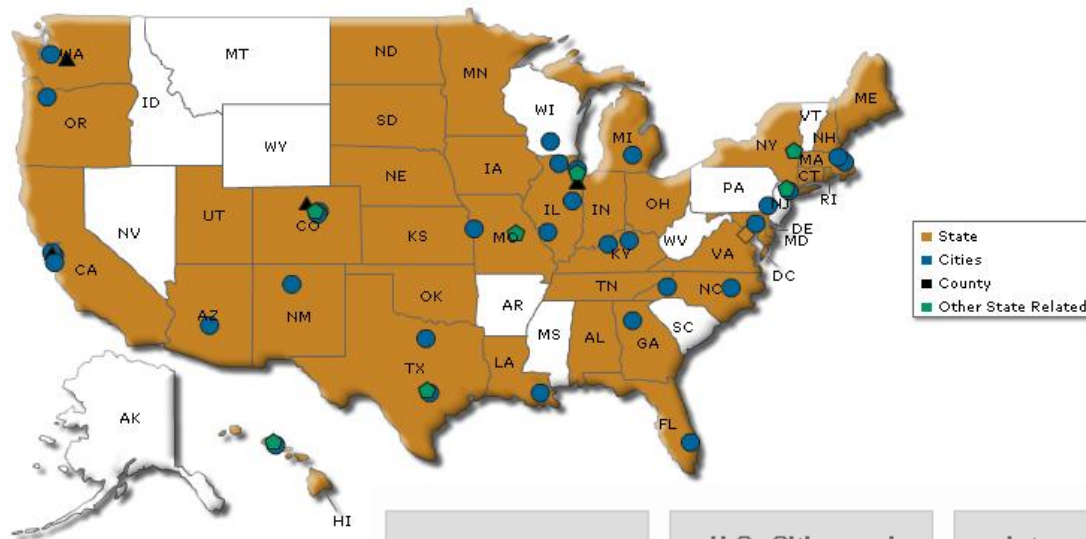 WA
MT
ND
MN
ME
OR
ID
WI
VT
NH
MI
NY
MA
CT
RI
SD
WY
IA
NE
PA
NJ
NV
UT
CO
KS
MO
IL
IN
OH
WV
VA
DE
MD
DC
KY
CA
AZ
NM
OK
AR
TN
NC
SC
MS
AL
GA
TX
LA
FL
AK
HI
State
Cities
County
Other State Related